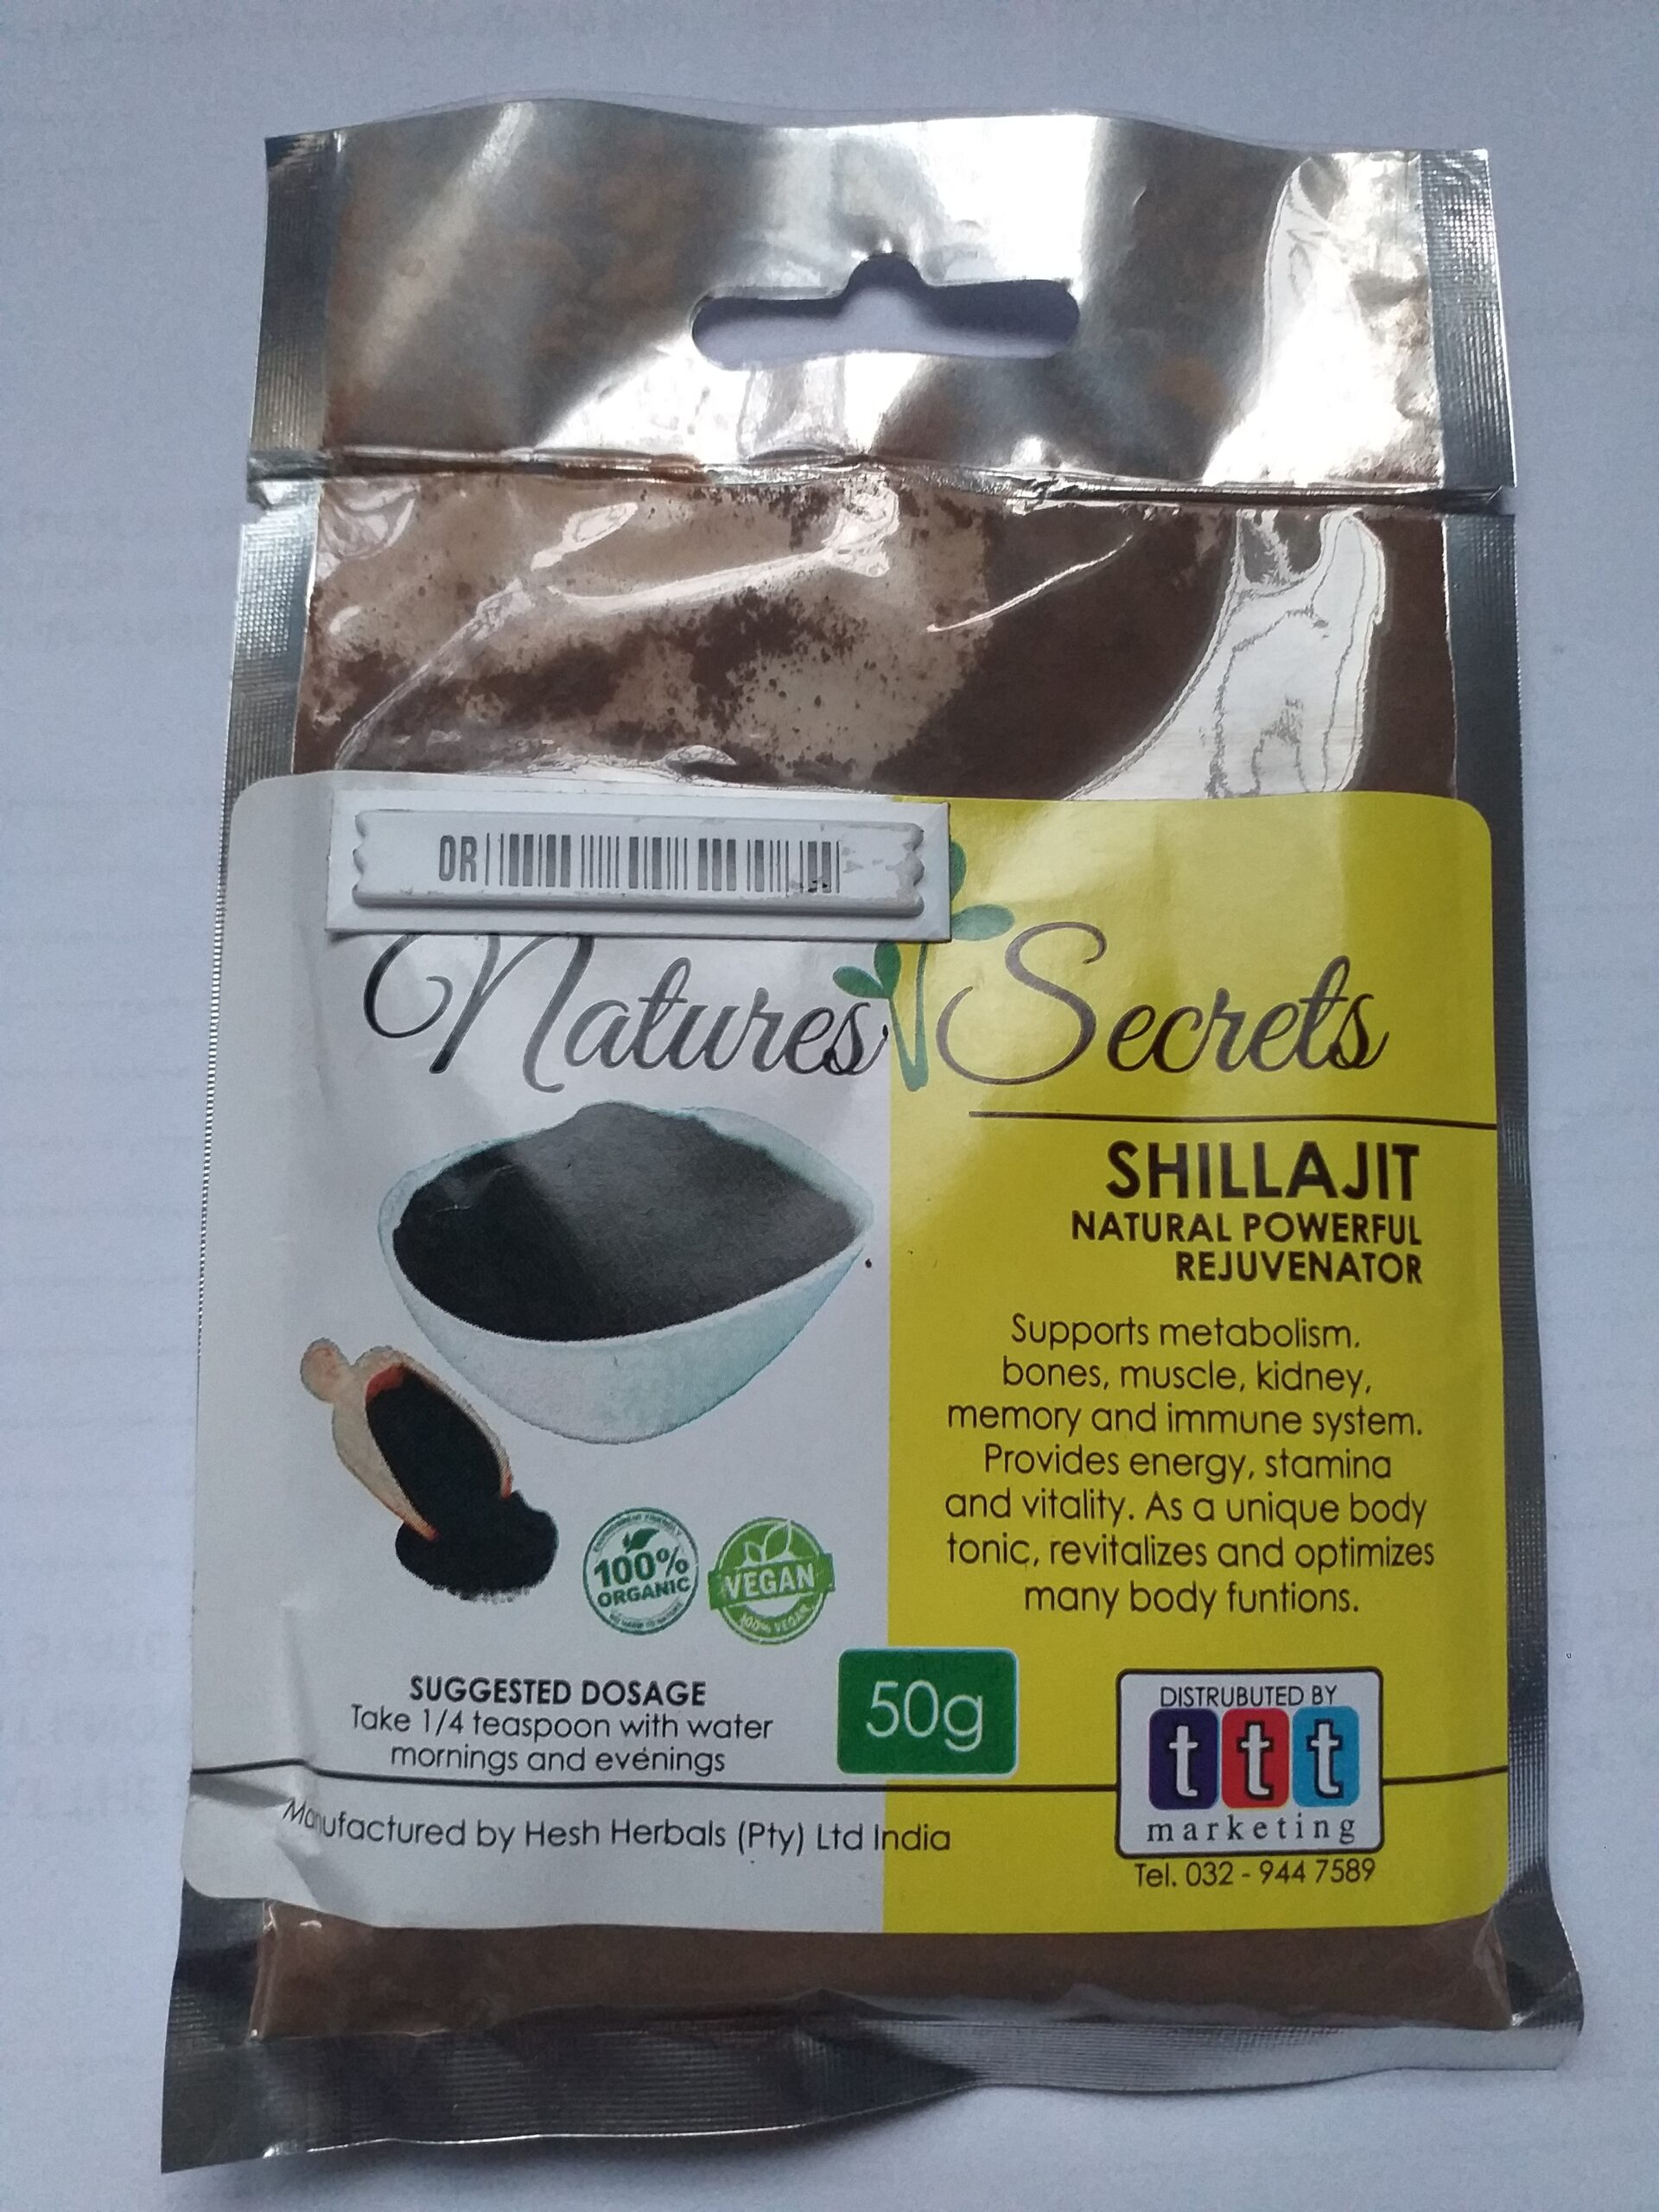 OR
Natures Secrets
SHILLAJIT
NATURAL POWERFUL
REJUVENATOR
Supports metabolism.
bones, muscle, kidney,
memory and immune system.
Provides energy, stamina
and vitality. As a unique body
tonic, revitalizes and optimizes
many body funtions.
100%
ORGANIC
VEGAN
100% VEGAN
SUGGESTED DOSAGE
Take 1/4 teaspoon with water
mornings and evenings
50g
DISTRUBUTED BY
ttt
marketing
Tel. 032 - 944 7589
Manufactured by Hesh Herbals (Pty) Ltd India